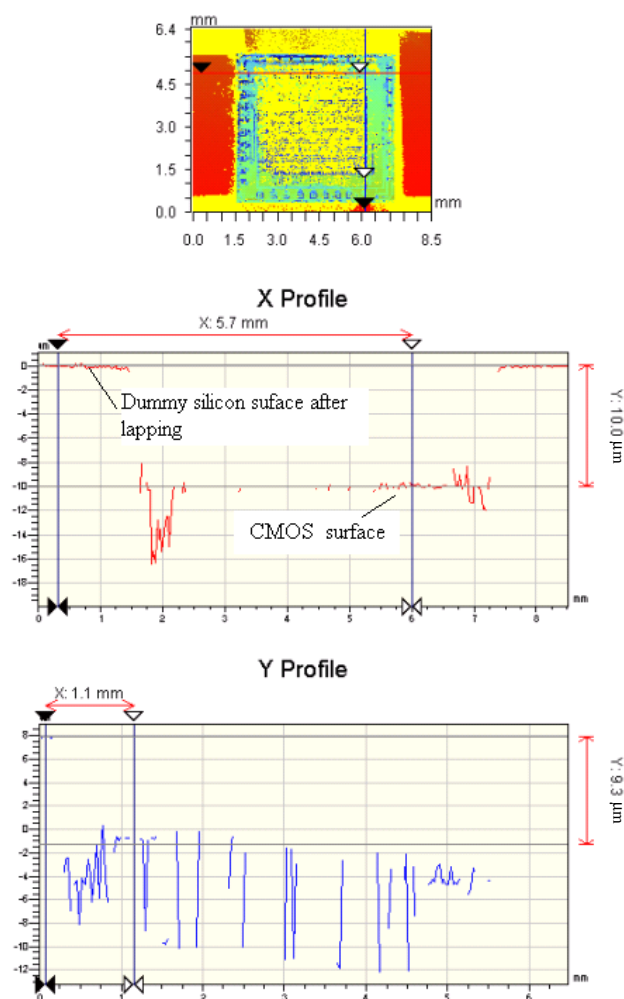 mm
6.4
4.5
3.0
1.5
0.0
mm
0.0 1.5 3.0 4.5 6.0 8.5
X Profile
X: 5.7 mm
0
-2
-4
-6
-8
-10
-12
-14
-16
-18
Dummy silicon suface after
lapping
CMOS surface
Y: 10.0 µm
mm
0 1 2 3 4 5 6 7 8
Y Profile
X: 1.1 mm
8
6
4
2
0
-2
-4
-6
-8
-10
-12
Y: 9.3 µm
mm
1 2 3 4 5